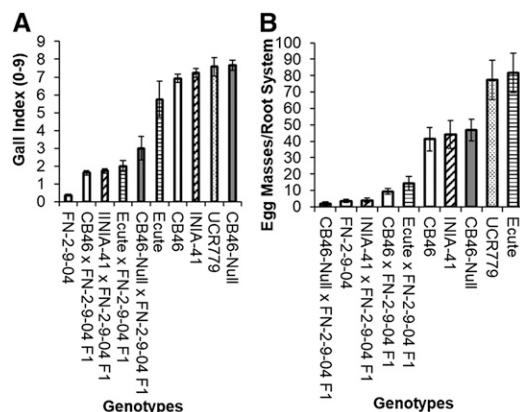 A
Gall Index (0-9)
9
8
7
6
5
4
3
2
1
0
FN-2-9-04
CB46 x FN-2-9-04 F1
IINIA-41 x FN-2-9-04 F1
Ecute x FN-2-9-04 F1
CB46-Null x FN-2-9-04 F1
Ecute
CB46
INIA-41
UCR779
CB46-Null
Genotypes
B
Egg Masses/Root System
100
90
80
70
60
50
40
30
20
10
0
CB46-Null x FN-2-9-04 F1
FN-2-9-04
INIA-41 x FN-2-9-04 F1
CB46 x FN-2-9-04 F1
Ecute x FN-2-9-04 F1
CB46
INIA-41
CB46-Null
UCR779
Ecute
Genotypes